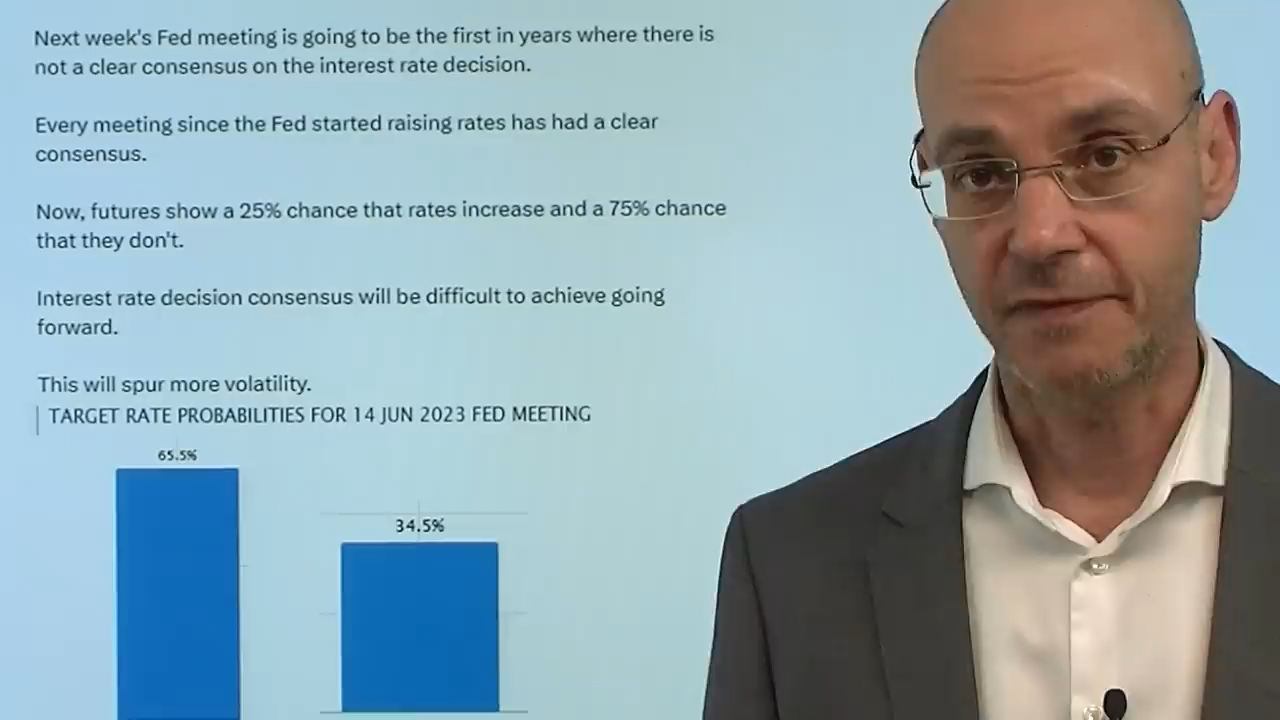 Next week's Fed meeting is going to be the first in years where there is
not a clear consensus on the interest rate decision.
Every meeting since the Fed started raising rates has had a clear
consensus.
Now, futures show a 25% chance that rates increase and a 75% chance
that they don't.
Interest rate decision consensus will be difficult to achieve going
forward.
This will spur more volatility.
TARGET RATE PROBABILITIES FOR 14 JUN 2023 FED MEETING
65.5%
34.5%